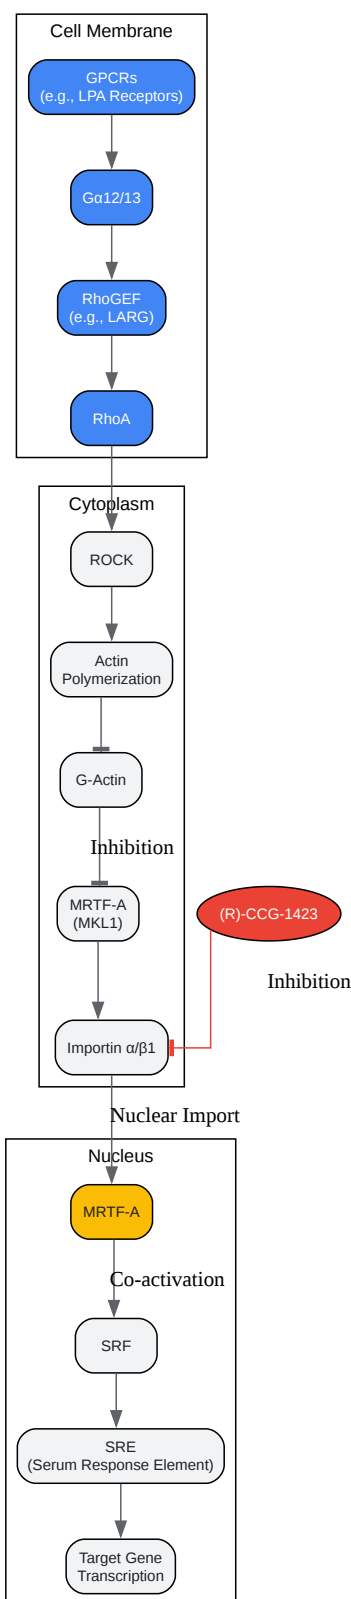 Cell Membrane
GPCRs
(e.g., LPA Receptors)
Gα12/13
RhoGEF
(e.g., LARG)
RhoA
Cytoplasm
ROCK
Actin
Polymerization
G-Actin
Inhibition
MRTF-A
(MKL1)
(R)-CCG-1423
Inhibition
Importin α/β1
Nuclear Import
Nucleus
MRTF-A
Co-activation
SRF
SRE
(Serum Response Element)
Target Gene
Transcription